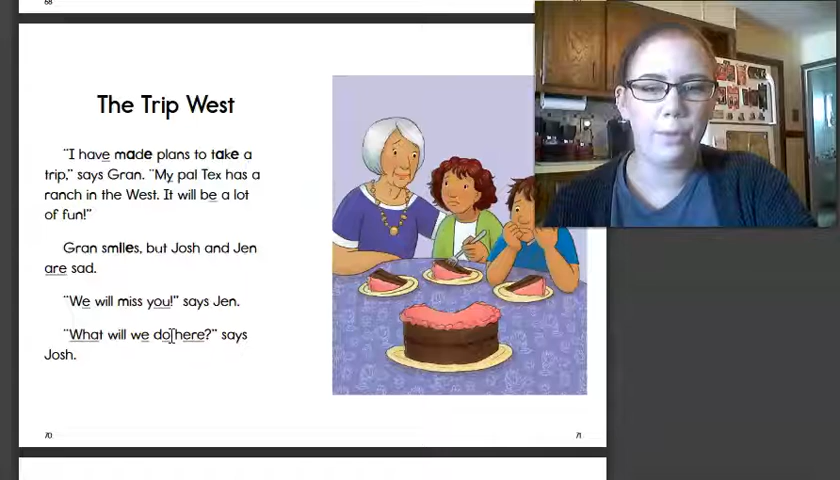 68
The Trip West
"I have made plans to take a
trip," says Gran. "My pal Tex has a
ranch in the West. It will be a lot
of fun!"
Gran smiles, but Josh and Jen
are sad.
"We will miss you!" says Jen.
"What will we do here?" says
Josh.
70
71